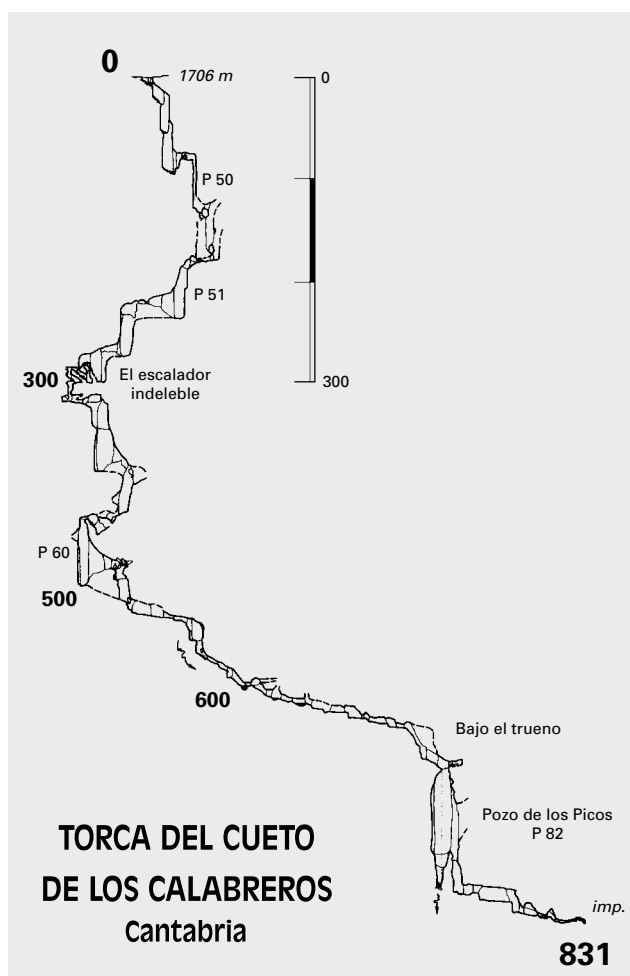 0
1706 m
0
P 50
P 51
300
El escalador
indeleble
300
P 60
500
600
Bajo el trueno
Pozo de los Picos
P 82
TORCA DEL CUETO
DE LOS CALABREROS
Cantabria
imp.
831